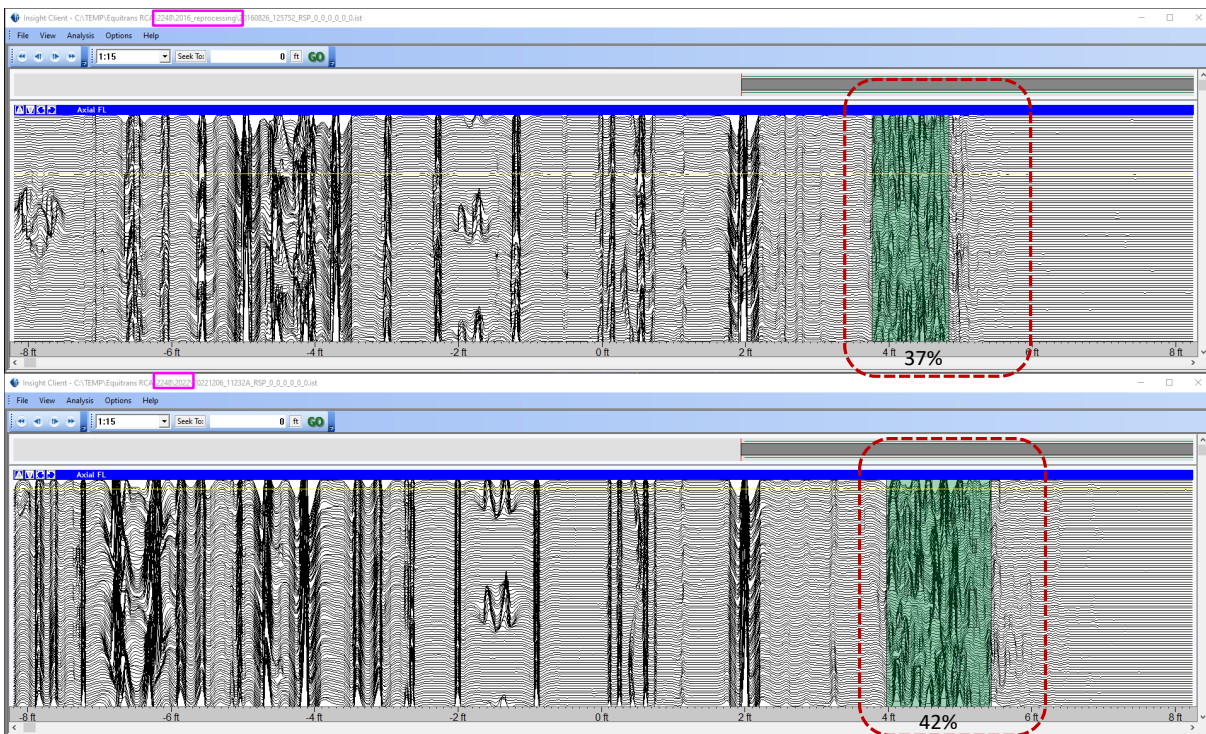 Insight Client - C:\TEMP\Equitrans RCA\2248\2016_reprocessing\20160826_125752_RSP_0_0_0_0_0.ist
File View Analysis Options Help
1:15 Seek To: 0 ft GO
Axial FL
-8 ft -6 ft -4 ft -2 ft 0 ft 2 ft 4 ft 6 ft 8 ft
37%
Insight Client - C:\TEMP\Equitrans RCA\2248\2022\20221206_11232A_RSP_0_0_0_0_0.ist
File View Analysis Options Help
1:15 Seek To: 0 ft GO
Axial FL
-8 ft -6 ft -4 ft -2 ft 0 ft 2 ft 4 ft 6 ft 8 ft
42%